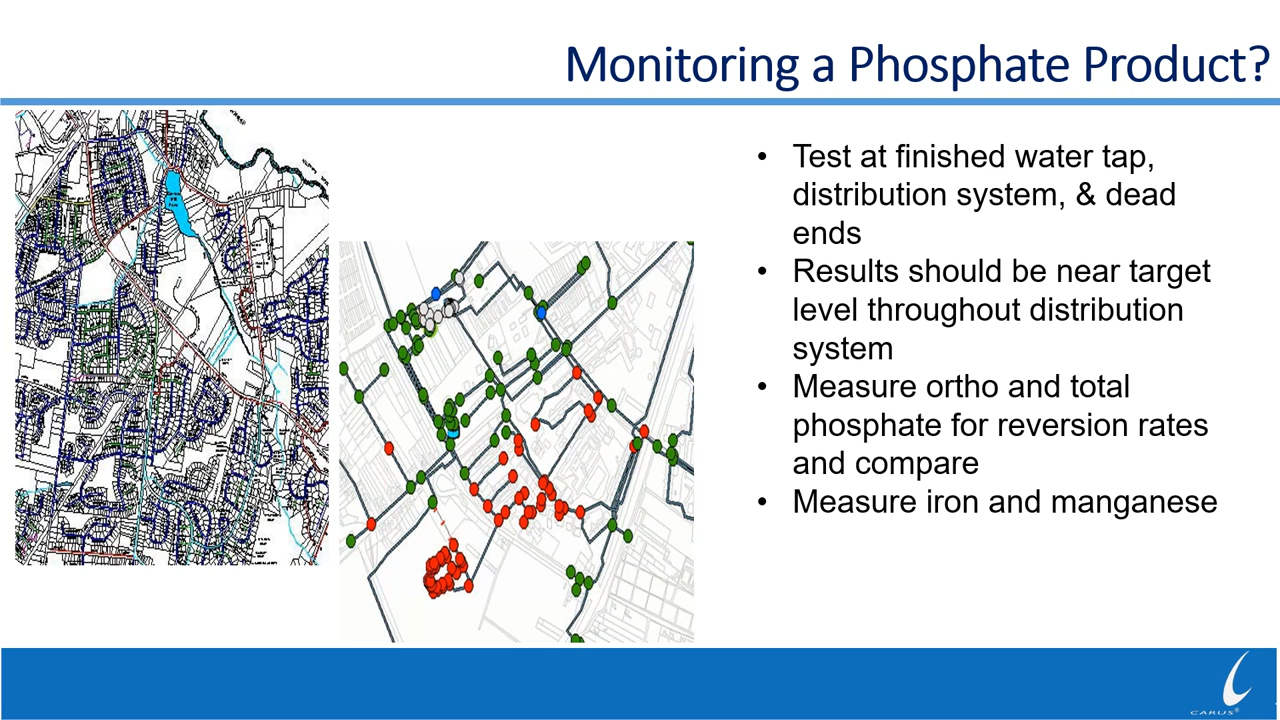 Monitoring a Phosphate Product?
• Test at finished water tap,
distribution system, & dead
ends
• Results should be near target
level throughout distribution
system
• Measure ortho and total
phosphate for reversion rates
and compare
• Measure iron and manganese
CARUS®